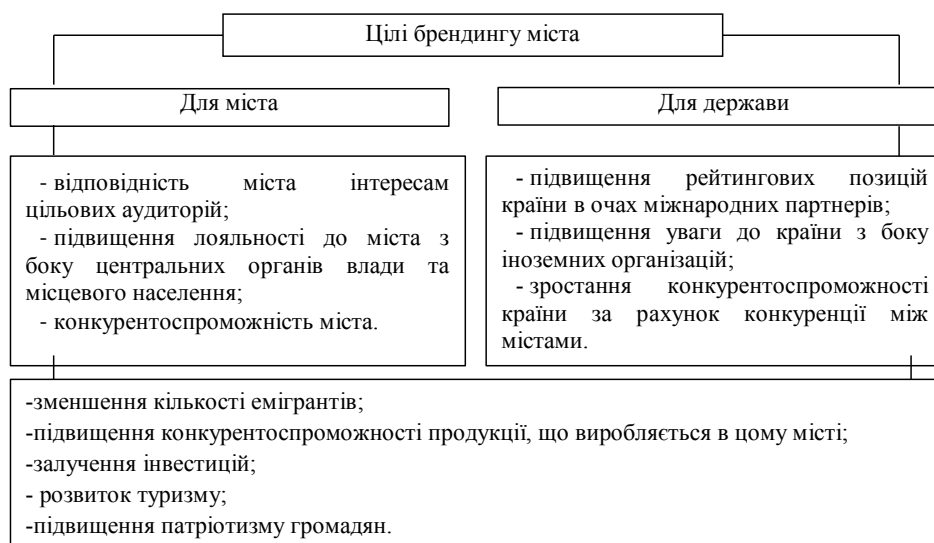 Цілі брендингу міста
Для міста
Для держави
- відповідність міста інтересам
цільових аудиторій;
- підвищення лояльності до міста з
боку центральних органів влади та
місцевого населення;
- конкурентоспроможність міста.
- підвищення рейтингових позицій
країни в очах міжнародних партнерів;
- підвищення уваги до країни з боку
іноземних організацій;
- зростання конкурентоспроможності
країни за рахунок конкуренції між
містами.
-зменшення кількості емігрантів;
-підвищення конкурентоспроможності продукції, що виробляється в цому місті;
-залучення інвестицій;
- розвиток туризму;
-підвищення патріотизму громадян.